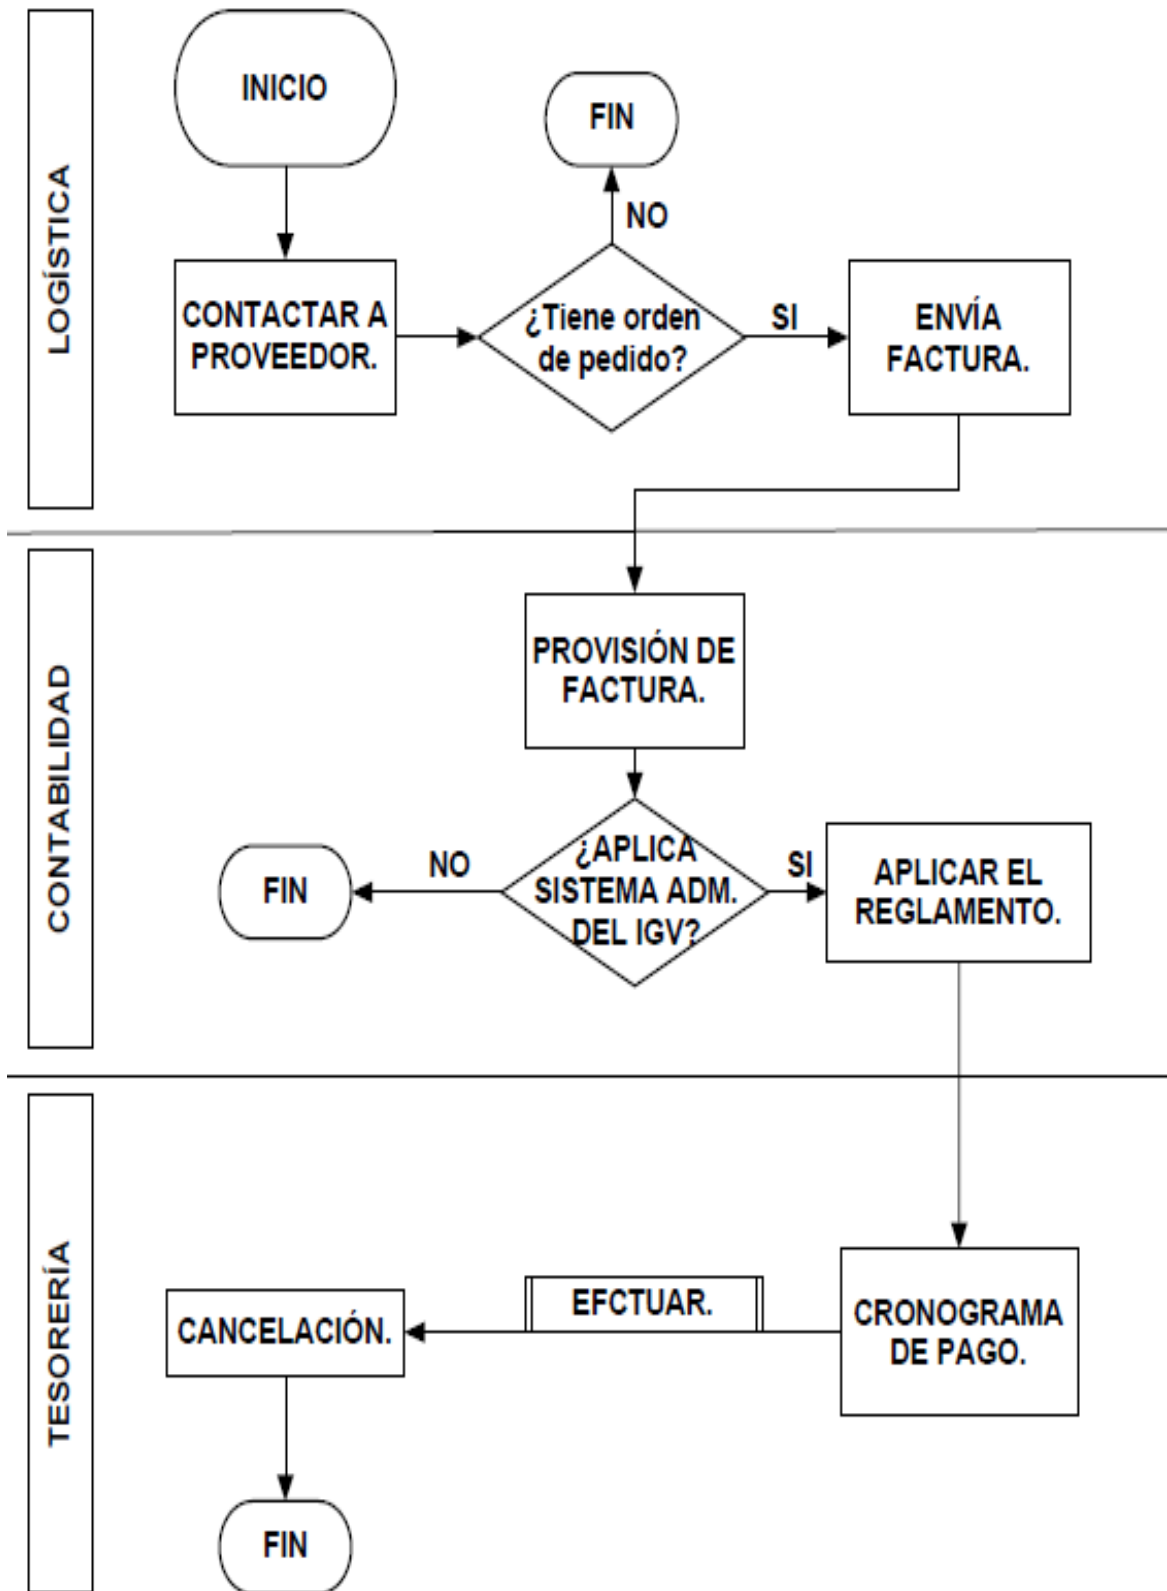 LOGÍSTICA
INICIO
FIN
NO
CONTACTAR A
PROVEEDOR.
¿Tiene orden
de pedido?
SI
ENVÍA
FACTURA.
CONTABILIDAD
PROVISIÓN DE
FACTURA.
FIN
NO
¿APLICA
SISTEMA ADM.
DEL IGV?
SI
APLICAR EL
REGLAMENTO.
TESORERÍA
CRONOGRAMA
DE PAGO.
EFCTUAR.
CANCELACIÓN.
FIN